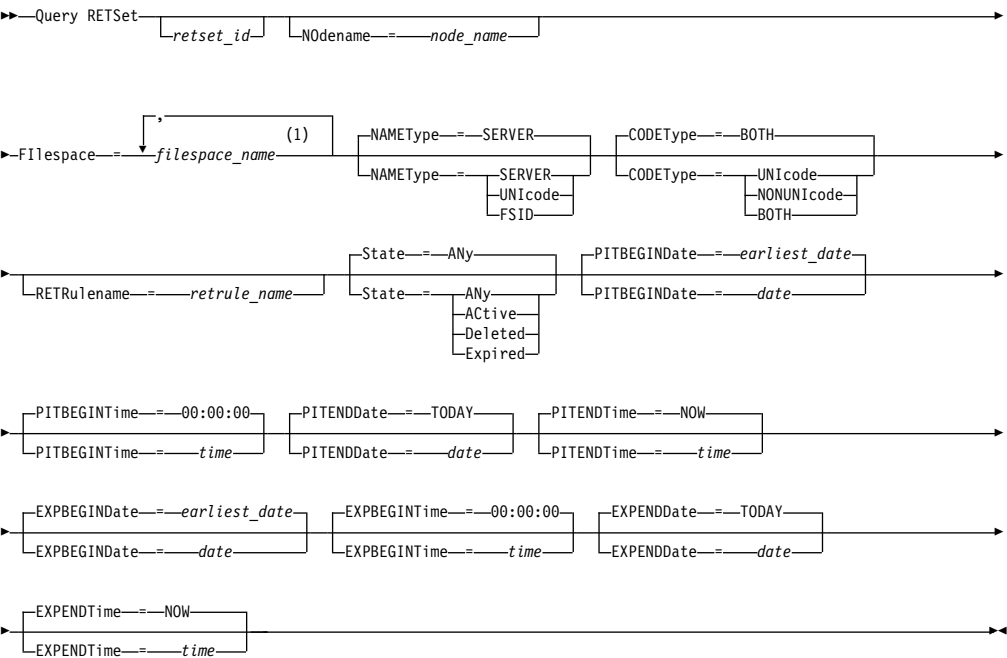 Query RETSet
retset_id
NOdename = node_name
,
(1)
FIlespace = filespace_name
NAMEType = SERVER
NAMEType = SERVER
UNIcode
FSID
CODEType = BOTH
CODEType = UNIcode
NONUNIcode
BOTH
RETRulename = retrule_name
State = ANy
State = ANy
ACtive
Deleted
Expired
PITBEGINDate = earliest_date
PITBEGINDate = date
PITBEGINTime = 00:00:00
PITBEGINTime = time
PITENDDate = TODAY
PITENDDate = date
PITENDTime = NOW
PITENDTime = time
EXPBEGINDate = earliest_date
EXPBEGINDate = date
EXPBEGINTime = 00:00:00
EXPBEGINTime = time
EXPENDDate = TODAY
EXPENDDate = date
EXPENDTime = NOW
EXPENDTime = time